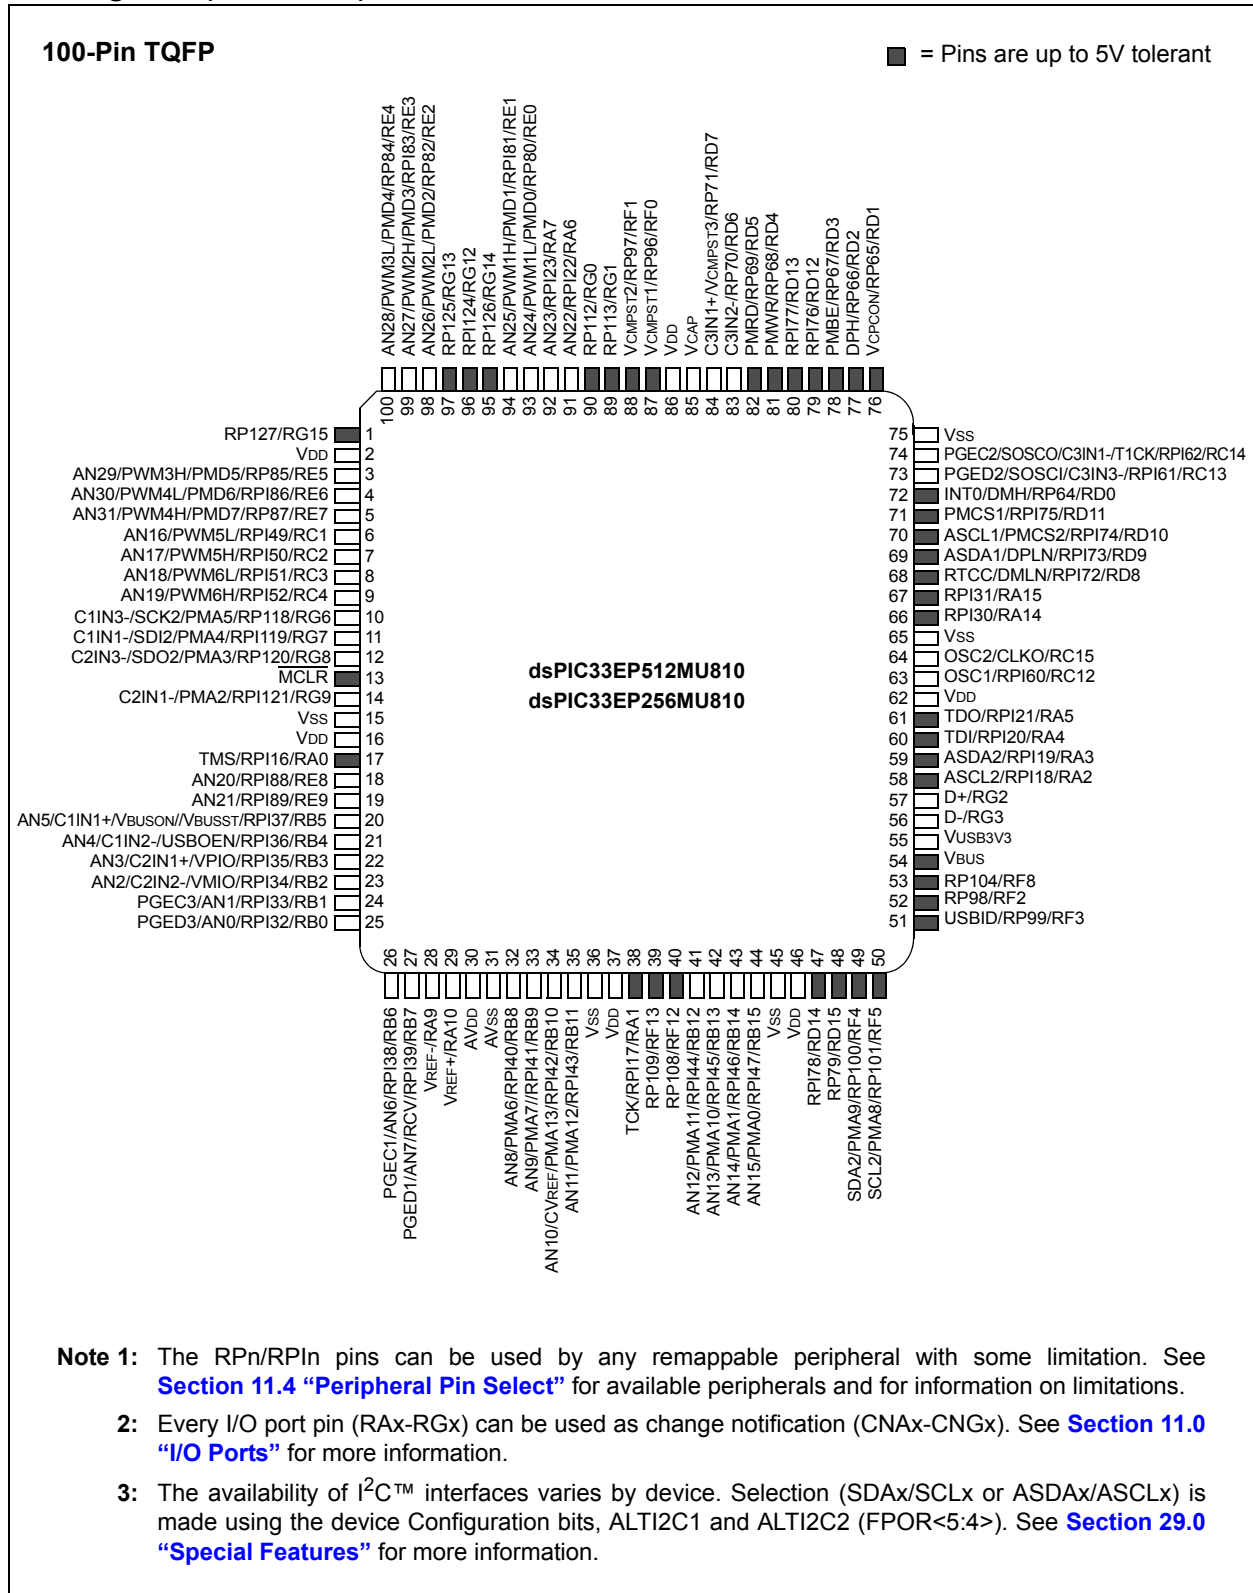 100-Pin TQFP
= Pins are up to 5V tolerant
AN28/PWM3L/PMD4/RP84/RE4
AN27/PWM2H/PMD3/RPI83/RE3
AN26/PWM2L/PMD2/RP82/RE2
RP125/RG13
RPI124/RG12
RP126/RG14
AN25/PWM1H/PMD1/RPI81/RE1
AN24/PWM1L/PMD0/RP80/RE0
AN23/RPI23/RA7
AN22/RPI22/RA6
RP112/RG0
RP113/RG1
VCMPST2/RP97/RF1
VCMPST1/RP96/RF0
VDD
VCAP
C3IN1+/VCMPST3/RP71/RD7
C3IN2-/RP70/RD6
PMRD/RP69/RD5
PMWR/RP68/RD4
RPI77/RD13
RPI76/RD12
PMBE/RP67/RD3
DPH/RP66/RD2
VCPCON/RP65/RD1
100 99 98 97 96 95 94 93 92 91 90 89 88 87 86 85 84 83 82 81 80 79 78 77 76
RP127/RG15 1
VDD 2
AN29/PWM3H/PMD5/RP85/RE5 3
AN30/PWM4L/PMD6/RPI86/RE6 4
AN31/PWM4H/PMD7/RP87/RE7 5
AN16/PWM5L/RPI49/RC1 6
AN17/PWM5H/RPI50/RC2 7
AN18/PWM6L/RPI51/RC3 8
AN19/PWM6H/RPI52/RC4 9
C1IN3-/SCK2/PMA5/RP118/RG6 10
C1IN1-/SDI2/PMA4/RPI119/RG7 11
C2IN3-/SDO2/PMA3/RP120/RG8 12
MCLR 13
C2IN1-/PMA2/RPI121/RG9 14
VSS 15
VDD 16
TMS/RPI16/RA0 17
AN20/RPI88/RE8 18
AN21/RPI89/RE9 19
AN5/C1IN1+/VBUSON//VBUSST/RPI37/RB5 20
AN4/C1IN2-/USBOEN/RPI36/RB4 21
AN3/C2IN1+/VPIO/RPI35/RB3 22
AN2/C2IN2-/VMIO/RPI34/RB2 23
PGEC3/AN1/RPI33/RB1 24
PGED3/AN0/RPI32/RB0 25
dsPIC33EP512MU810
dsPIC33EP256MU810
75 VSS
74 PGEC2/SOSCO/C3IN1-/T1CK/RPI62/RC14
73 PGED2/SOSCI/C3IN3-/RPI61/RC13
72 INT0/DMH/RP64/RD0
71 PMCS1/RPI75/RD11
70 ASCL1/PMCS2/RPI74/RD10
69 ASDA1/DPLN/RPI73/RD9
68 RTCC/DMLN/RPI72/RD8
67 RPI31/RA15
66 RPI30/RA14
65 VSS
64 OSC2/CLKO/RC15
63 OSC1/RPI60/RC12
62 VDD
61 TDO/RPI21/RA5
60 TDI/RPI20/RA4
59 ASDA2/RPI19/RA3
58 ASCL2/RPI18/RA2
57 D+/RG2
56 D-/RG3
55 VUSB3V3
54 VBUS
53 RP104/RF8
52 RP98/RF2
51 USBID/RP99/RF3
26 27 28 29 30 31 32 33 34 35 36 37 38 39 40 41 42 43 44 45 46 47 48 49 50
PGEC1/AN6/RPI38/RB6
PGED1/AN7/RCV/RPI39/RB7
VREF-/RA9
VREF+/RA10
AVDD
AVSS
AN8/PMA6/RPI40/RB8
AN9/PMA7//RPI41/RB9
AN10/CVREF/PMA13/RPI42/RB10
AN11/PMA12/RPI43/RB11
VSS
VDD
TCK/RPI17/RA1
RP109/RF13
RP108/RF12
AN12/PMA11/RPI44/RB12
AN13/PMA10/RPI45/RB13
AN14/PMA1/RPI46/RB14
AN15/PMA0/RPI47/RB15
VSS
VDD
RPI78/RD14
RP79/RD15
SDA2/PMA9/RP100/RF4
SCL2/PMA8/RP101/RF5
Note 1: The RPn/RPIn pins can be used by any remappable peripheral with some limitation. See
Section 11.4 “Peripheral Pin Select” for available peripherals and for information on limitations.
2: Every I/O port pin (RAx-RGx) can be used as change notification (CNAx-CNGx). See Section 11.0
“I/O Ports” for more information.
3: The availability of I2C™ interfaces varies by device. Selection (SDAx/SCLx or ASDAx/ASCLx) is
made using the device Configuration bits, ALTI2C1 and ALTI2C2 (FPOR<5:4>). See Section 29.0
“Special Features” for more information.